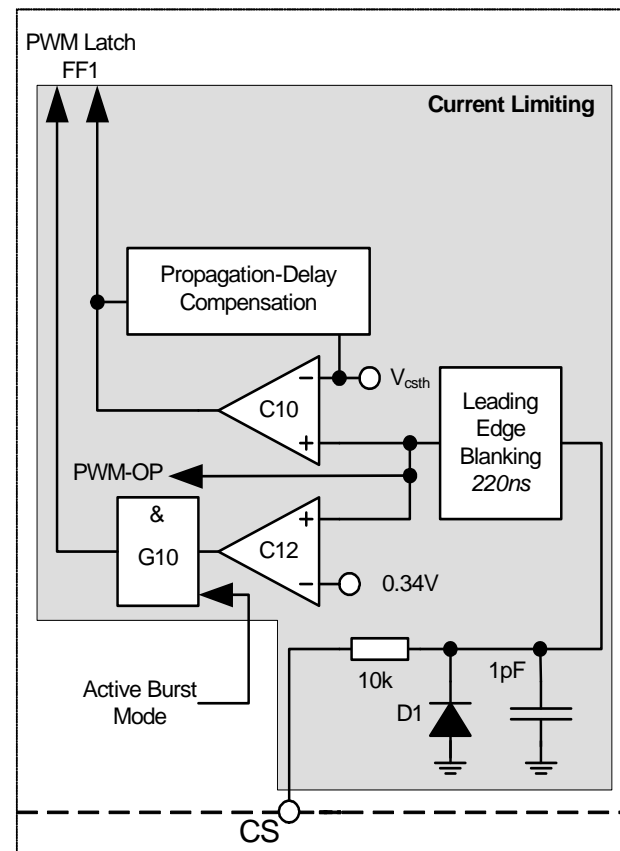 PWM Latch
FF1
Current Limiting
Propagation-Delay
Compensation
Vcsth
C10
Leading
Edge
Blanking
220ns
PWM-OP
&
G10
C12
0.34V
Active Burst
Mode
10k
D1
1pF
CS